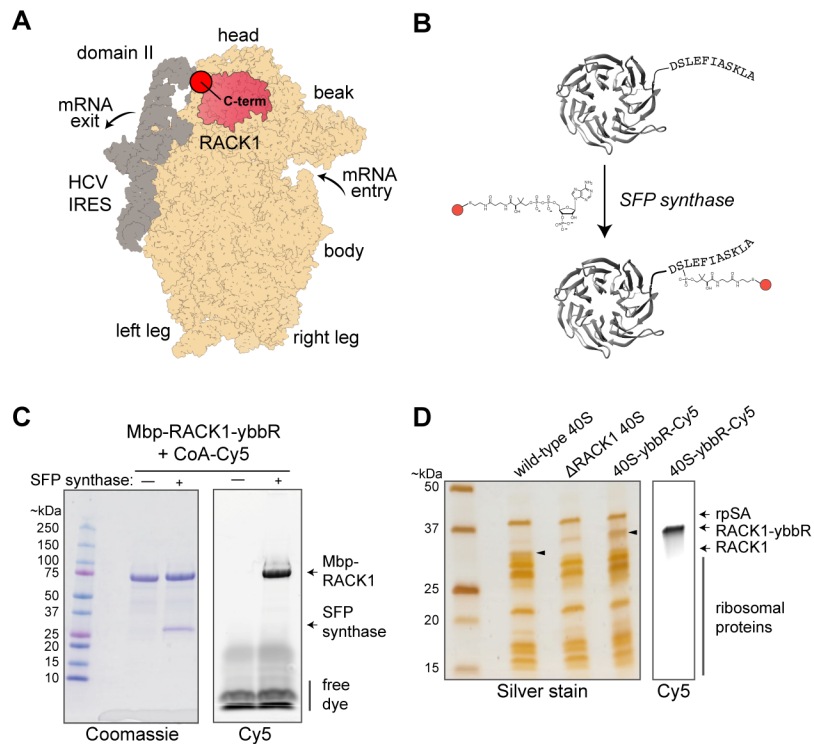 A
head
domain II
C-term
beak
mRNA
exit
RACK1
mRNA
entry
HCV
IRES
body
left leg
right leg
B
DSLEFIASKLA
SFP synthase
DSLEFIASKLA
C
Mbp-RACK1-ybbR
+ CoA-Cy5
SFP synthase: — + — +
~kDa
250
150
100
75
50
37
25
20
15
10
Mbp-
RACK1
SFP
synthase
free
dye
Coomassie
Cy5
D
wild-type 40S
ΔRACK1 40S
40S-ybbR-Cy5
40S-ybbR-Cy5
~kDa
50
37
25
20
15
rpSA
RACK1-ybbR
RACK1
ribosomal
proteins
Silver stain
Cy5